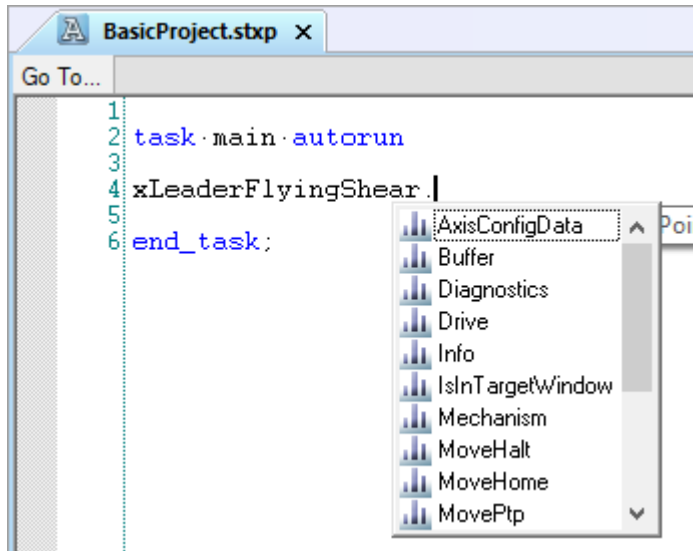 BasicProject.stxp x
Go To...
1
2 task main autorun
3
4 xLeaderFlyingShear.
5
6 end_task;
AxisConfigData
Poi
Buffer
Diagnostics
Drive
Info
IsInTargetWindow
Mechanism
MoveHalt
MoveHome
MovePtp